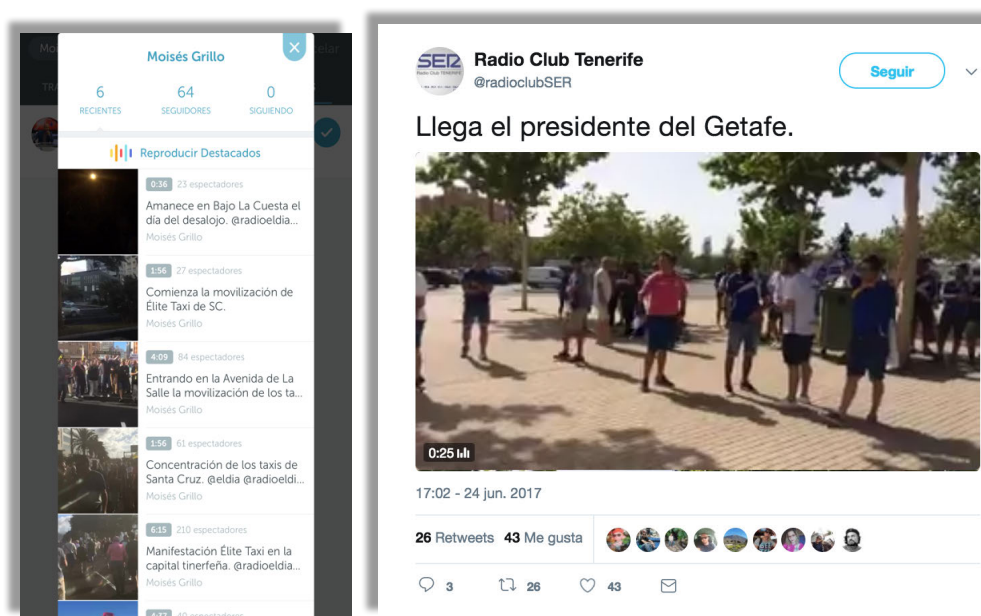 Moisés Grillo
6
64
0
RECIENTES
SEGUIDORES
SIGUIENDO
Reproducir Destacados
0:36 23 espectadores
Amanece en Bajo La Cuesta el
día del desalojo. @radioeldia...
Moisés Grillo
1:56 27 espectadores
Comienza la movilización de
Élite Taxi de SC.
Moisés Grillo
4:09 84 espectadores
Entrando en la Avenida de La
Salle la movilización de los ta...
Moisés Grillo
1:56 61 espectadores
Concentración de los taxis de
Santa Cruz. @eldia @radioeldi...
Moisés Grillo
6:15 210 espectadores
Manifestación Élite Taxi en la
capital tinerfeña. @radioeldia...
Moisés Grillo
SER
Radio Club Tenerife
@radioclubSER
Seguir
Llega el presidente del Getafe.
0:25
17:02 - 24 jun. 2017
26 Retweets 43 Me gusta
3
26
43